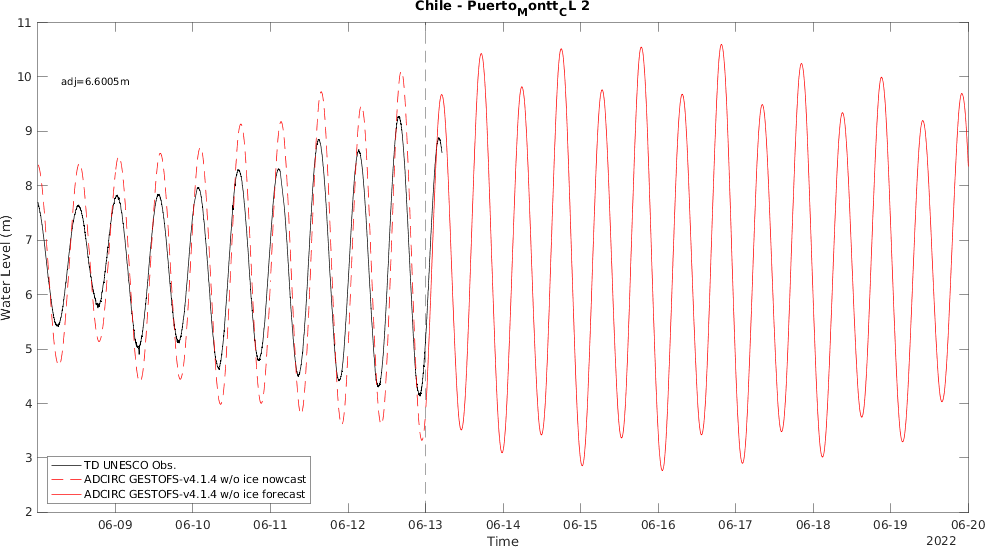 Chile - Puerto_Montt_CL 2
adj=6.6005m
11
10
9
8
7
6
5
4
3
2
Water Level (m)
TD UNESCO Obs.
ADCIRC GESTOFS-v4.1.4 w/o ice nowcast
ADCIRC GESTOFS-v4.1.4 w/o ice forecast
06-09 06-10 06-11 06-12 06-13 06-14 06-15 06-16 06-17 06-18 06-19 06-20
Time
2022